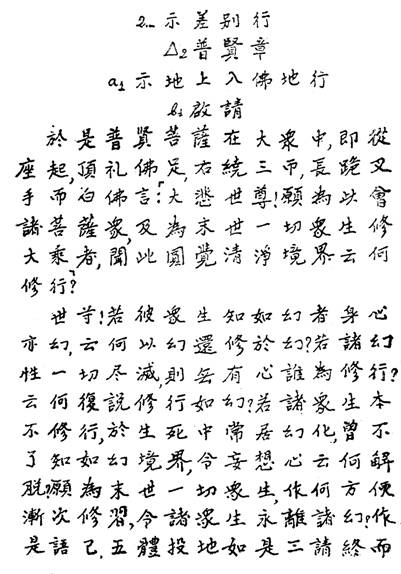 2… 示差别行
△2 普賢章
a1 示地上入佛地行
b1 啟請
於是普賢菩薩在大衆中,即從
座起,頂礼佛足,右繞三帀,長跪叉
手而白佛言:大悲世尊!願為此會
諸菩薩衆,及為末世一切衆生修
大乘者,聞此圓覺清淨境界云何
修行?
世尊!若彼衆生知如幻者身心
亦幻,云何以幻還修於幻?若諸幻
性一切尽滅,則无有心誰為修行?
云何復說修行如幻?若諸衆生本
不修行,於生死中常居幻化,曾不
了知如幻境界,令妄想心云何解
脫?願為末世一切衆生,作何方便
漸次修習,令諸衆生永離諸幻?作
是語已,五體投地如是三請終而